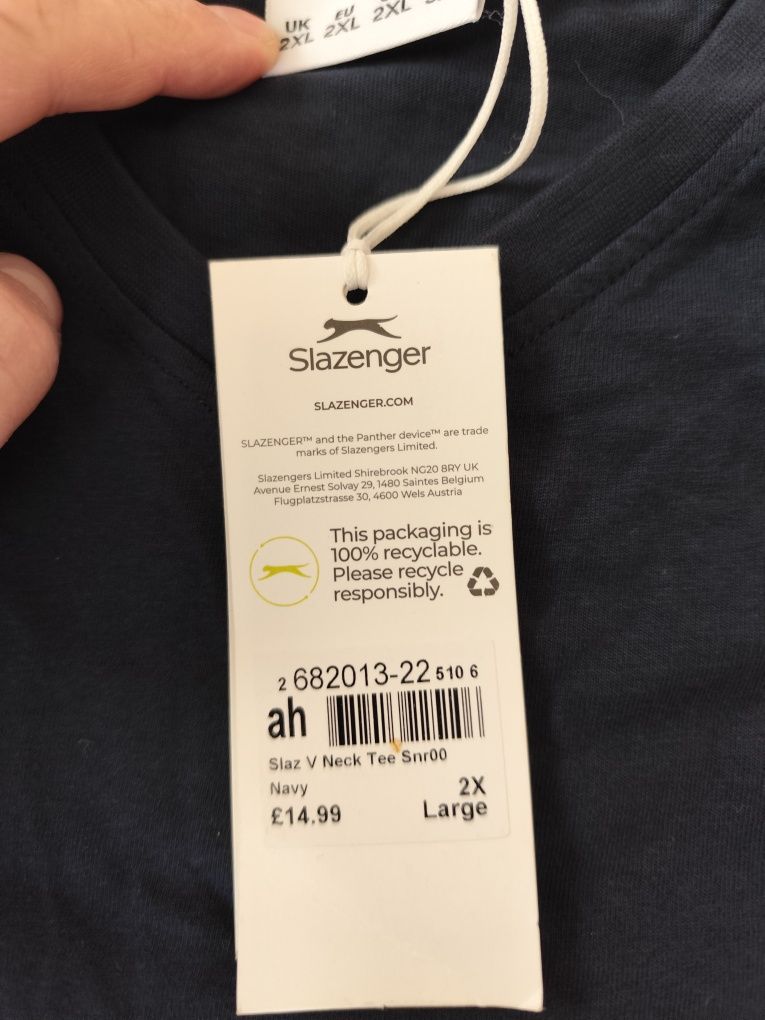 UK EU
2XL 2XL 2XL
Slazenger
SLAZENGER.COM
SLAZENGER™ and the Panther device™ are trade
marks of Slazengers Limited.
Slazengers Limited Shirebrook NG20 8RY UK
Avenue Ernest Solvay 29, 1480 Saintes Belgium
Flugplatzstrasse 30, 4600 Wels Austria
This packaging is
100% recyclable.
Please recycle
responsibly.
2 682013-22 510 6
ah
Slaz V Neck Tee Snr00
Navy 2X
£14.99 Large